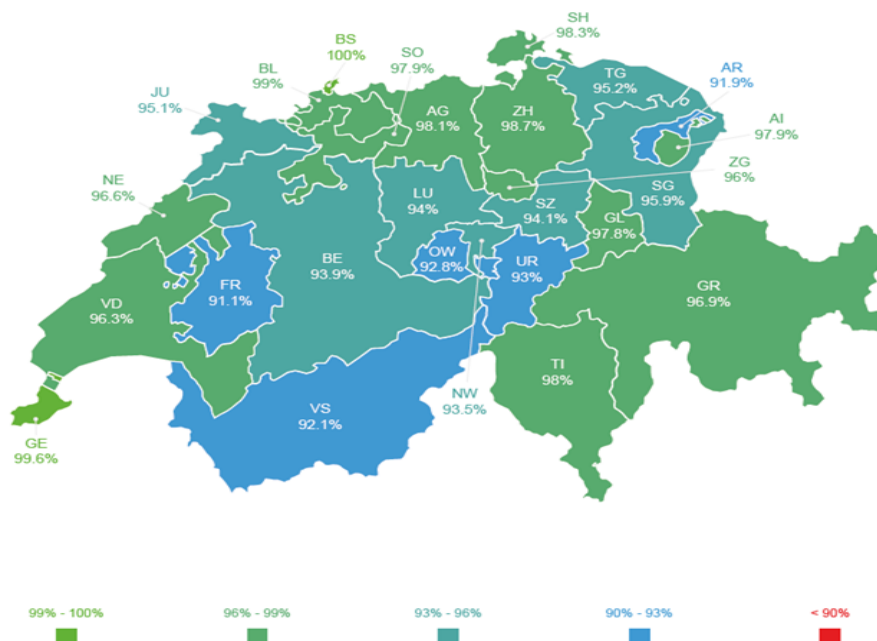 SH
98.3%
BS
100%
SO
97.9%
BL
99%
TG
95.2%
AR
91.9%
JU
95.1%
AG
98.1%
ZH
98.7%
AI
97.9%
ZG
96%
NE
96.6%
LU
94%
SZ
94.1%
SG
95.9%
GL
97.8%
BE
93.9%
OW
92.8%
UR
93%
FR
91.1%
GR
96.9%
VD
96.3%
TI
98%
NW
93.5%
VS
92.1%
GE
99.6%
99% - 100%
96% - 99%
93% - 96%
90% - 93%
< 90%